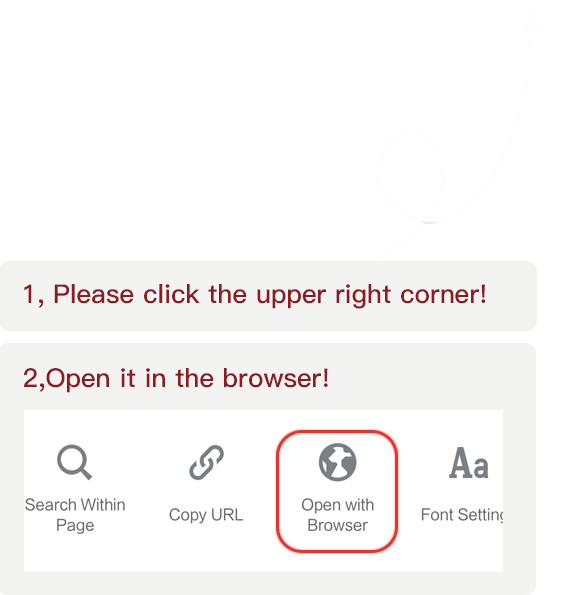 1, Please click the upper right corner!
2,Open it in the browser!
Search Within
Page
Copy URL
Open with
Browser
Aa
Font Setting